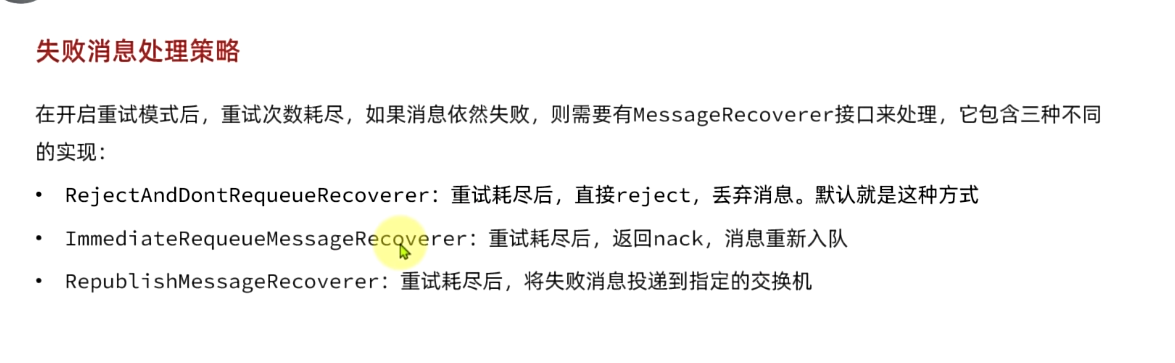 失败消息处理策略
在开启重试模式后，重试次数耗尽，如果消息依然失败，则需要有MessageRecoverer接口来处理，它包含三种不同
的实现：
• RejectAndDontRequeueRecoverer：重试耗尽后，直接reject，丢弃消息。默认就是这种方式
• ImmediateRequeueMessageRecoverer：重试耗尽后，返回nack，消息重新入队
• RepublishMessageRecoverer：重试耗尽后，将失败消息投递到指定的交换机